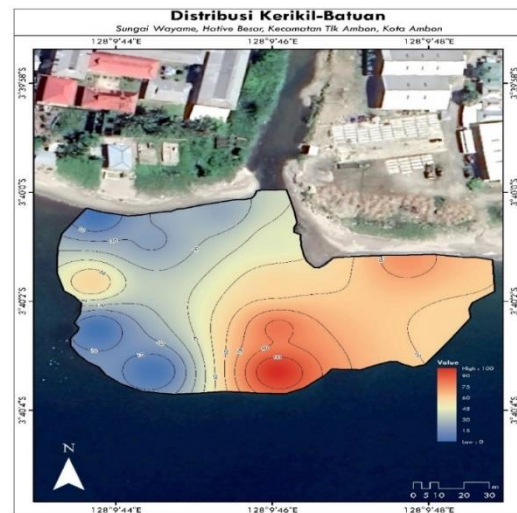 Distribusi Kerikil-Batuan
Sungai Wayame, Hative Besar, Kecamatan Tlk Ambon, Kota Ambon
128°9'44"E 128°9'46"E 128°9'48"E
3°39'58"S 3°39'58"S
3°40'0"S 3°40'0"S
3°40'2"S 3°40'2"S
Value
High : 100
90
75
60
45
30
15
Low : 0
3°40'4"S 3°40'4"S
N
0 5 10 20 30
m
128°9'44"E 128°9'46"E 128°9'48"E